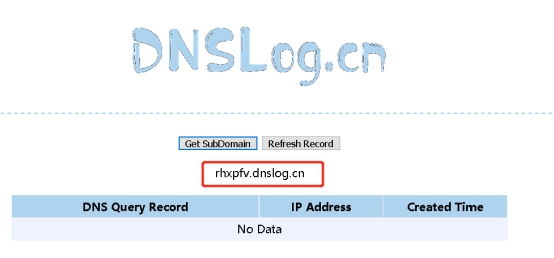 DNSLog.cn
Get SubDomain Refresh Record
rhxpfv.dnslog.cn
DNS Query Record IP Address Created Time
No Data